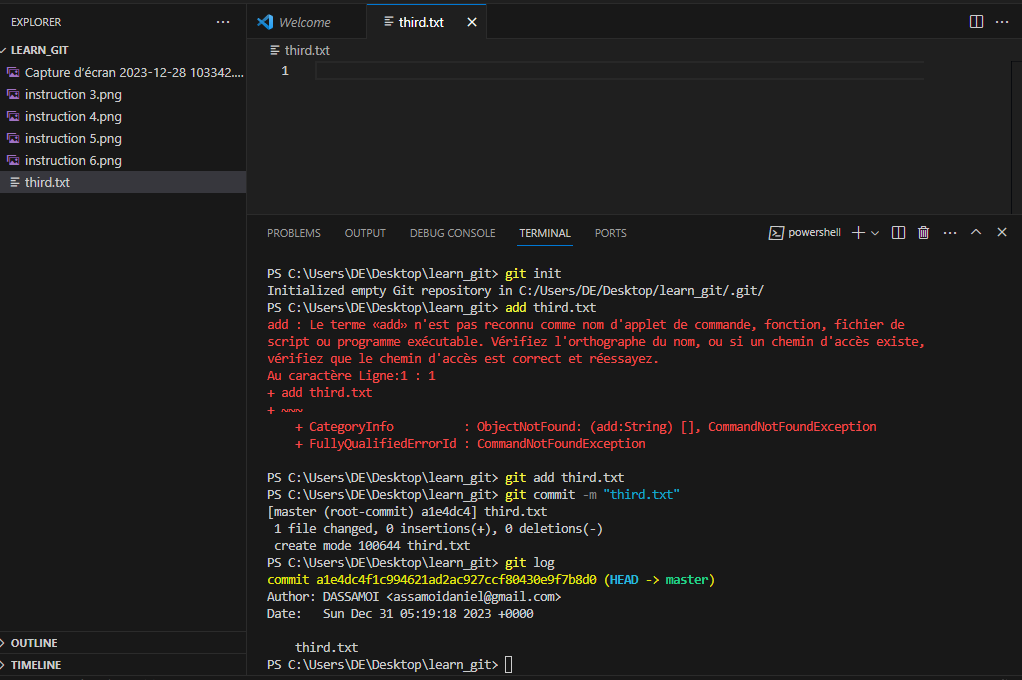 EXPLORER ...
LEARN_GIT
Capture d'écran 2023-12-28 103342....
instruction 3.png
instruction 4.png
instruction 5.png
instruction 6.png
third.txt
OUTLINE
TIMELINE
Welcome third.txt
third.txt
1
PROBLEMS OUTPUT DEBUG CONSOLE TERMINAL PORTS powershell
PS C:\Users\DE\Desktop\learn_git> git init
Initialized empty Git repository in C:/Users/DE/Desktop/learn_git/.git/
PS C:\Users\DE\Desktop\learn_git> add third.txt
add : Le terme «add» n'est pas reconnu comme nom d'applet de commande, fonction, fichier de
script ou programme exécutable. Vérifiez l'orthographe du nom, ou si un chemin d'accès existe,
vérifiez que le chemin d'accès est correct et réessayez.
Au caractère Ligne:1 : 1
+ add third.txt
+ ~~~
+ CategoryInfo : ObjectNotFound: (add:String) [], CommandNotFoundException
+ FullyQualifiedErrorId : CommandNotFoundException
PS C:\Users\DE\Desktop\learn_git> git add third.txt
PS C:\Users\DE\Desktop\learn_git> git commit -m "third.txt"
[master (root-commit) a1e4dc4] third.txt
1 file changed, 0 insertions(+), 0 deletions(-)
create mode 100644 third.txt
PS C:\Users\DE\Desktop\learn_git> git log
commit a1e4dc4f1c994621ad2ac927ccf80430e9f7b8d0 (HEAD -> master)
Author: DASSAMOI <assamoidaniel@gmail.com>
Date: Sun Dec 31 05:19:18 2023 +0000
third.txt
PS C:\Users\DE\Desktop\learn_git>